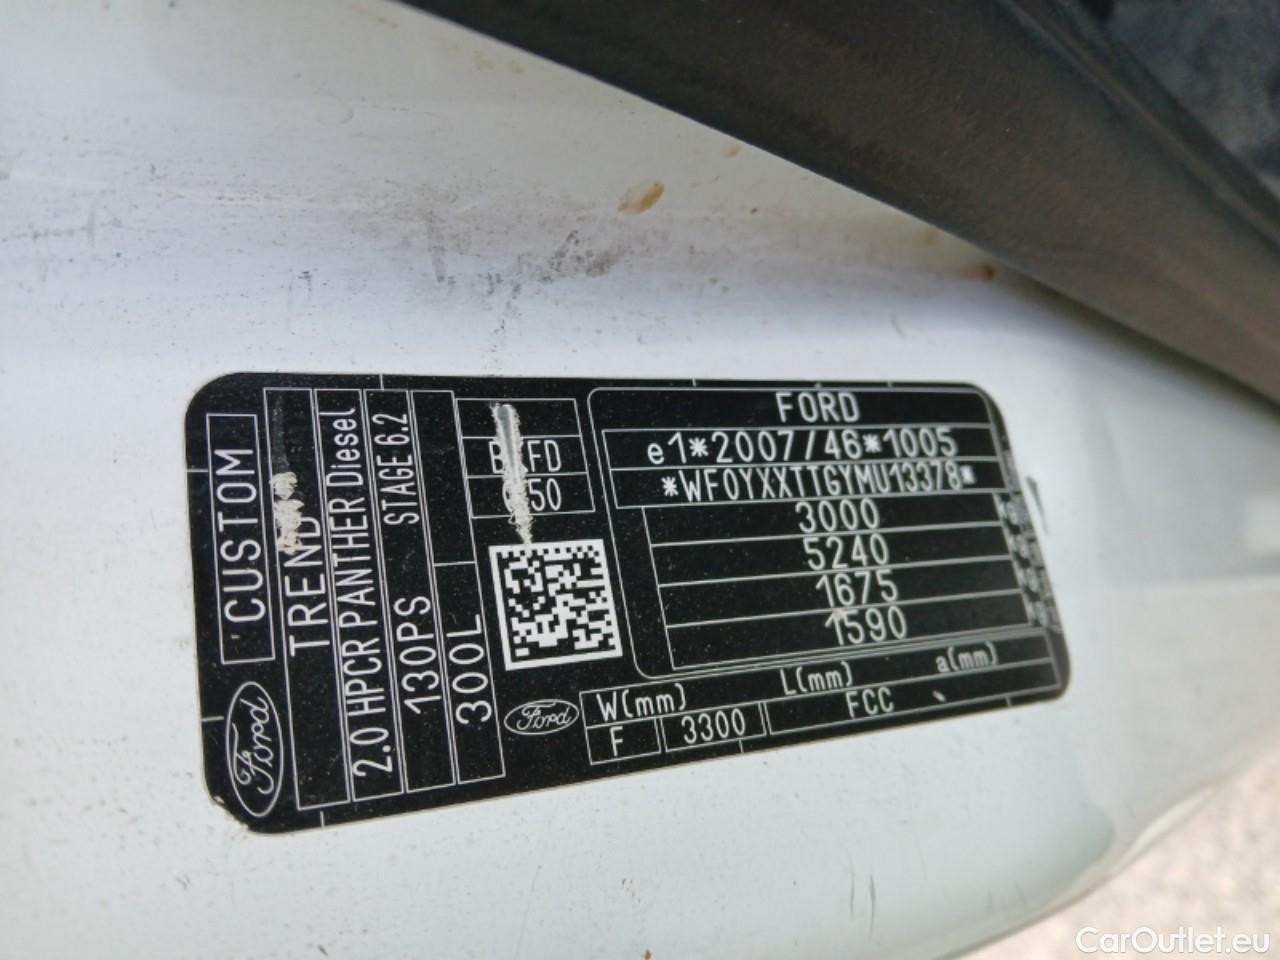 CUSTOM
TREND
2.0 HPCR PANTHER Diesel
130PS STAGE 6.2
300L
Ford
FORD
e1*2007/46*1005
*WF0YXXTTGYMU13378*
3000
5240
1675
1590
W(mm) L(mm) a(mm)
F 3300 FCC
Ford
CarOutlet.eu